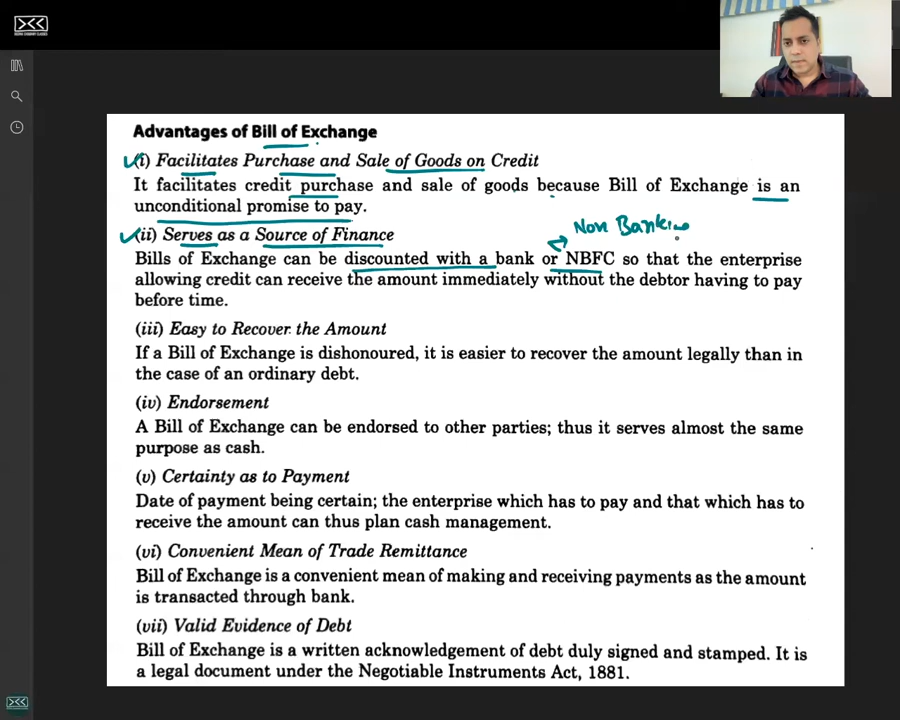 Advantages of Bill of Exchange
(i) Facilitates Purchase and Sale of Goods on Credit
It facilitates credit purchase and sale of goods because Bill of Exchange is an
unconditional promise to pay.
Non Banking
(ii) Serves as a Source of Finance
Bills of Exchange can be discounted with a bank or NBFC so that the enterprise
allowing credit can receive the amount immediately without the debtor having to pay
before time.
(iii) Easy to Recover the Amount
If a Bill of Exchange is dishonoured, it is easier to recover the amount legally than in
the case of an ordinary debt.
(iv) Endorsement
A Bill of Exchange can be endorsed to other parties; thus it serves almost the same
purpose as cash.
(v) Certainty as to Payment
Date of payment being certain; the enterprise which has to pay and that which has to
receive the amount can thus plan cash management.
(vi) Convenient Mean of Trade Remittance
Bill of Exchange is a convenient mean of making and receiving payments as the amount
is transacted through bank.
(vii) Valid Evidence of Debt
Bill of Exchange is a written acknowledgement of debt duly signed and stamped. It is
a legal document under the Negotiable Instruments Act, 1881.